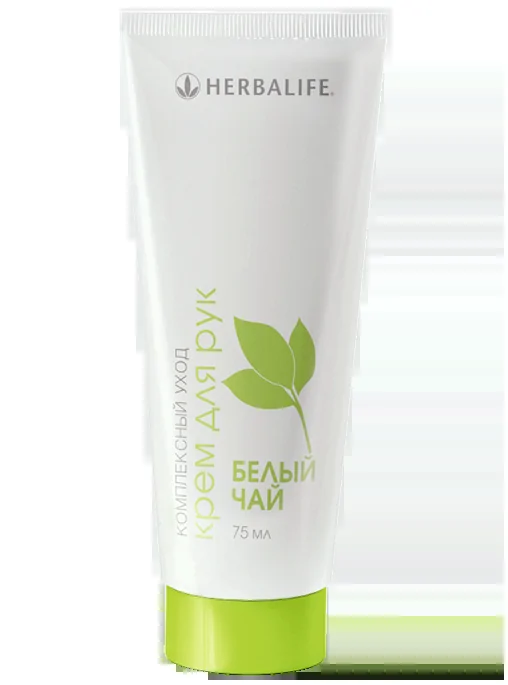 HERBALIFE.
КОМПЛЕКСНЫЙ УХОД
крем для рук
БЕЛЫЙ
ЧАЙ
75 мл